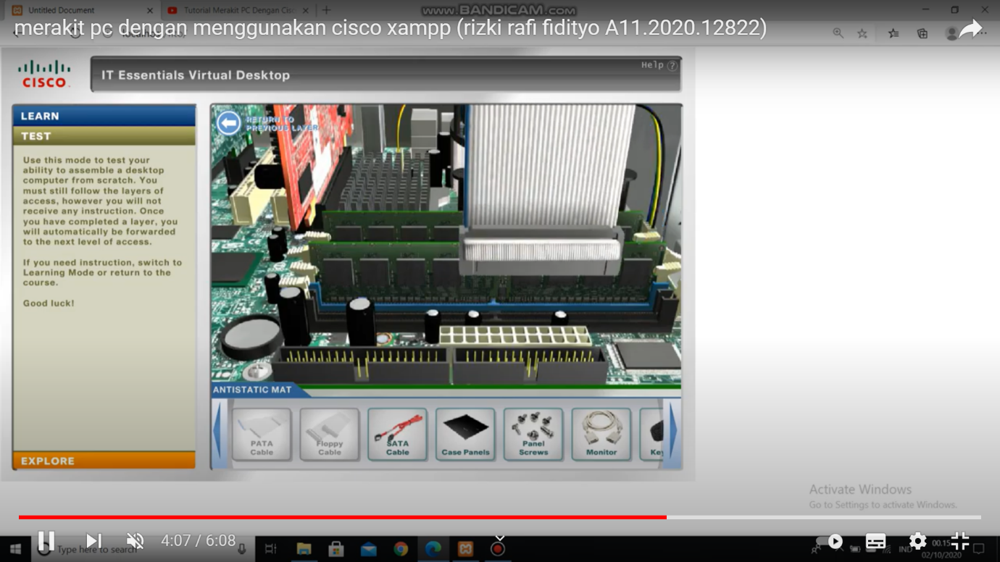 Untitled Document
Tutorial Merakit PC Dengan Cisc
www.BANDICAM.com
merakit pc dengan menggunakan cisco xampp (rizki rafi fidityo A11.2020.12822)
CISCO
IT Essentials Virtual Desktop
Help ?
LEARN
TEST
Use this mode to test your
ability to assemble a desktop
computer from scratch. You
must still follow the layers of
access, however you will not
receive any instruction. Once
you have completed a layer, you
will automatically be forwarded
to the next level of access.
If you need instruction, switch to
Learning Mode or return to the
course.
Good luck!
EXPLORE
RETURN TO
PREVIOUS LAYER
ANTISTATIC MAT
PATA
Cable
Floppy
Cable
SATA
Cable
Case Panels
Panel
Screws
Monitor
Key
Activate Windows
Go to Settings to activate Windows.
4:07 / 6:08
Type here to search
IND
00.15
02/10/2020